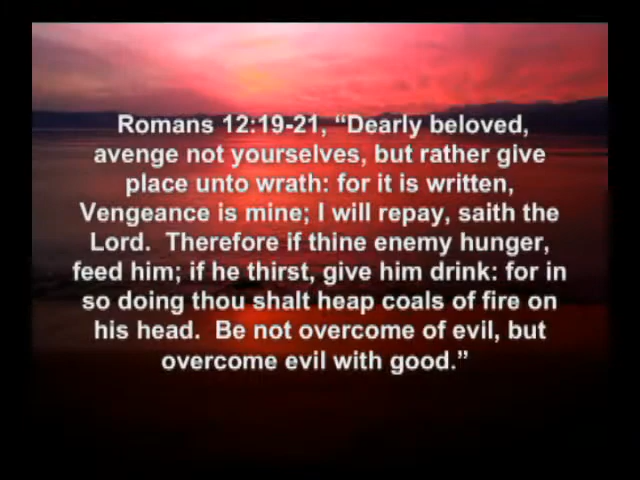 Romans 12:19-21, “Dearly beloved,
avenge not yourselves, but rather give
place unto wrath: for it is written,
Vengeance is mine; I will repay, saith the
Lord.  Therefore if thine enemy hunger,
feed him; if he thirst, give him drink: for in
so doing thou shalt heap coals of fire on
his head.  Be not overcome of evil, but
overcome evil with good.”